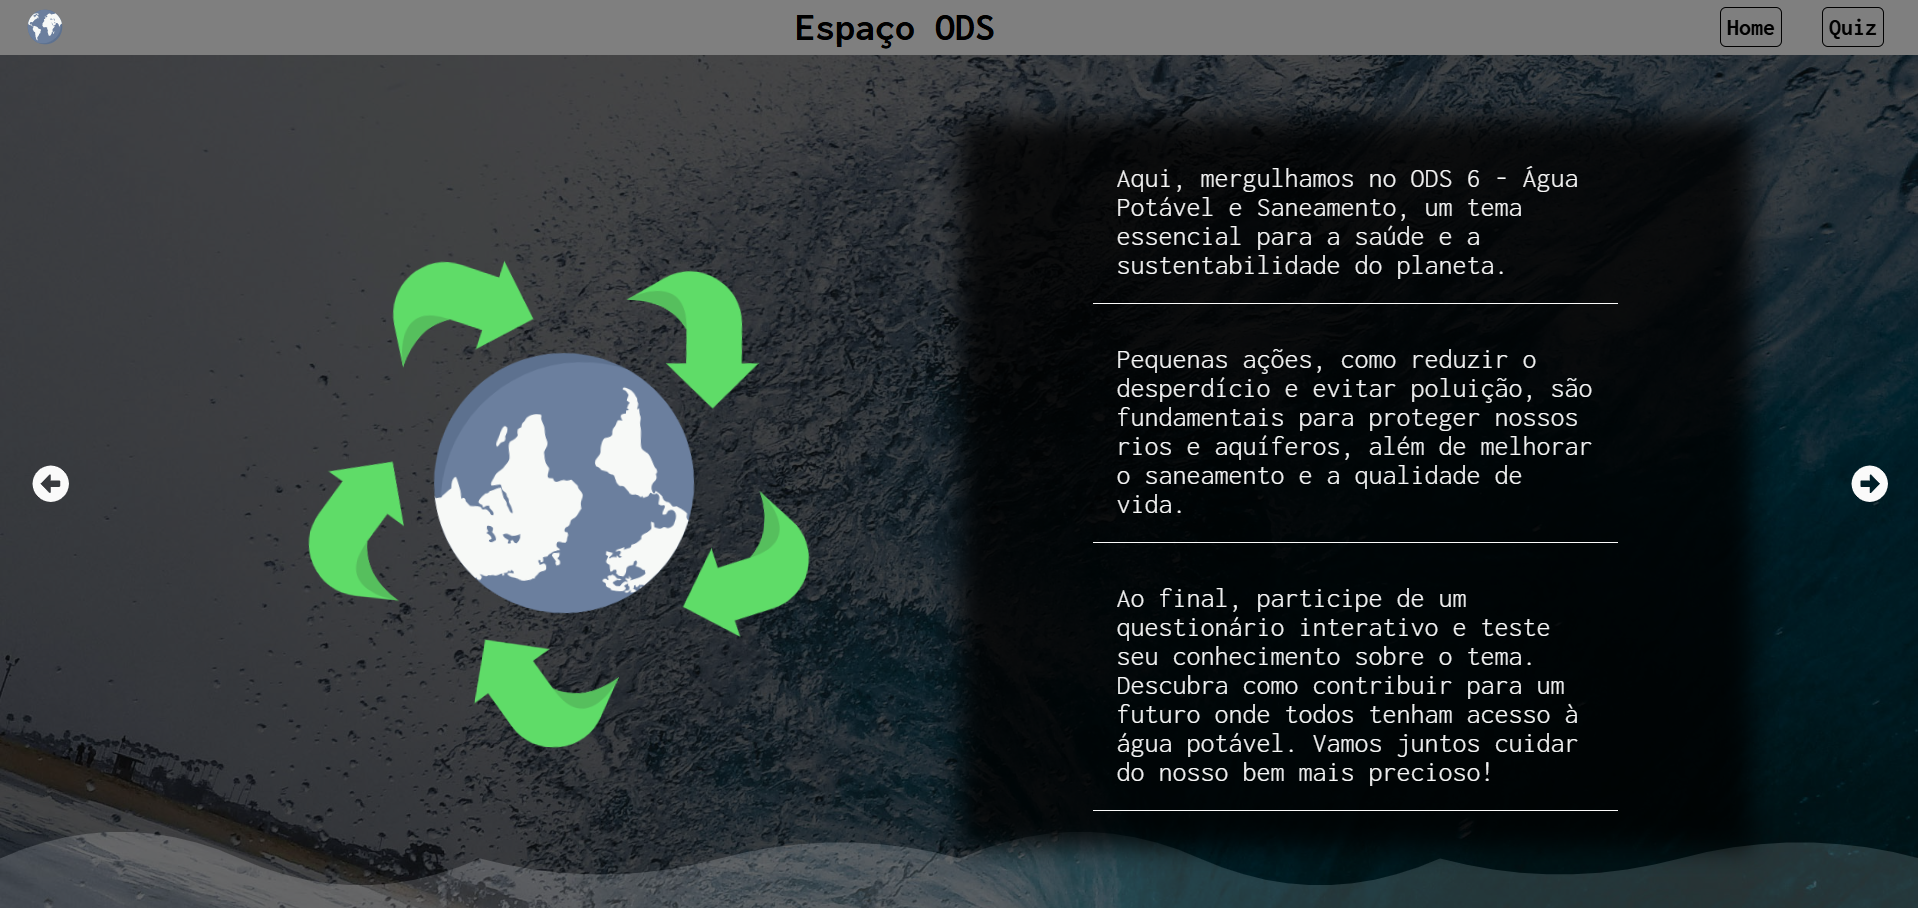 Espaço ODS
Home
Quiz
Aqui, mergulhamos no ODS 6 - Água
Potável e Saneamento, um tema
essencial para a saúde e a
sustentabilidade do planeta.
Pequenas ações, como reduzir o
desperdício e evitar poluição, são
fundamentais para proteger nossos
rios e aquíferos, além de melhorar
o saneamento e a qualidade de
vida.
Ao final, participe de um
questionário interativo e teste
seu conhecimento sobre o tema.
Descubra como contribuir para um
futuro onde todos tenham acesso à
água potável. Vamos juntos cuidar
do nosso bem mais precioso!